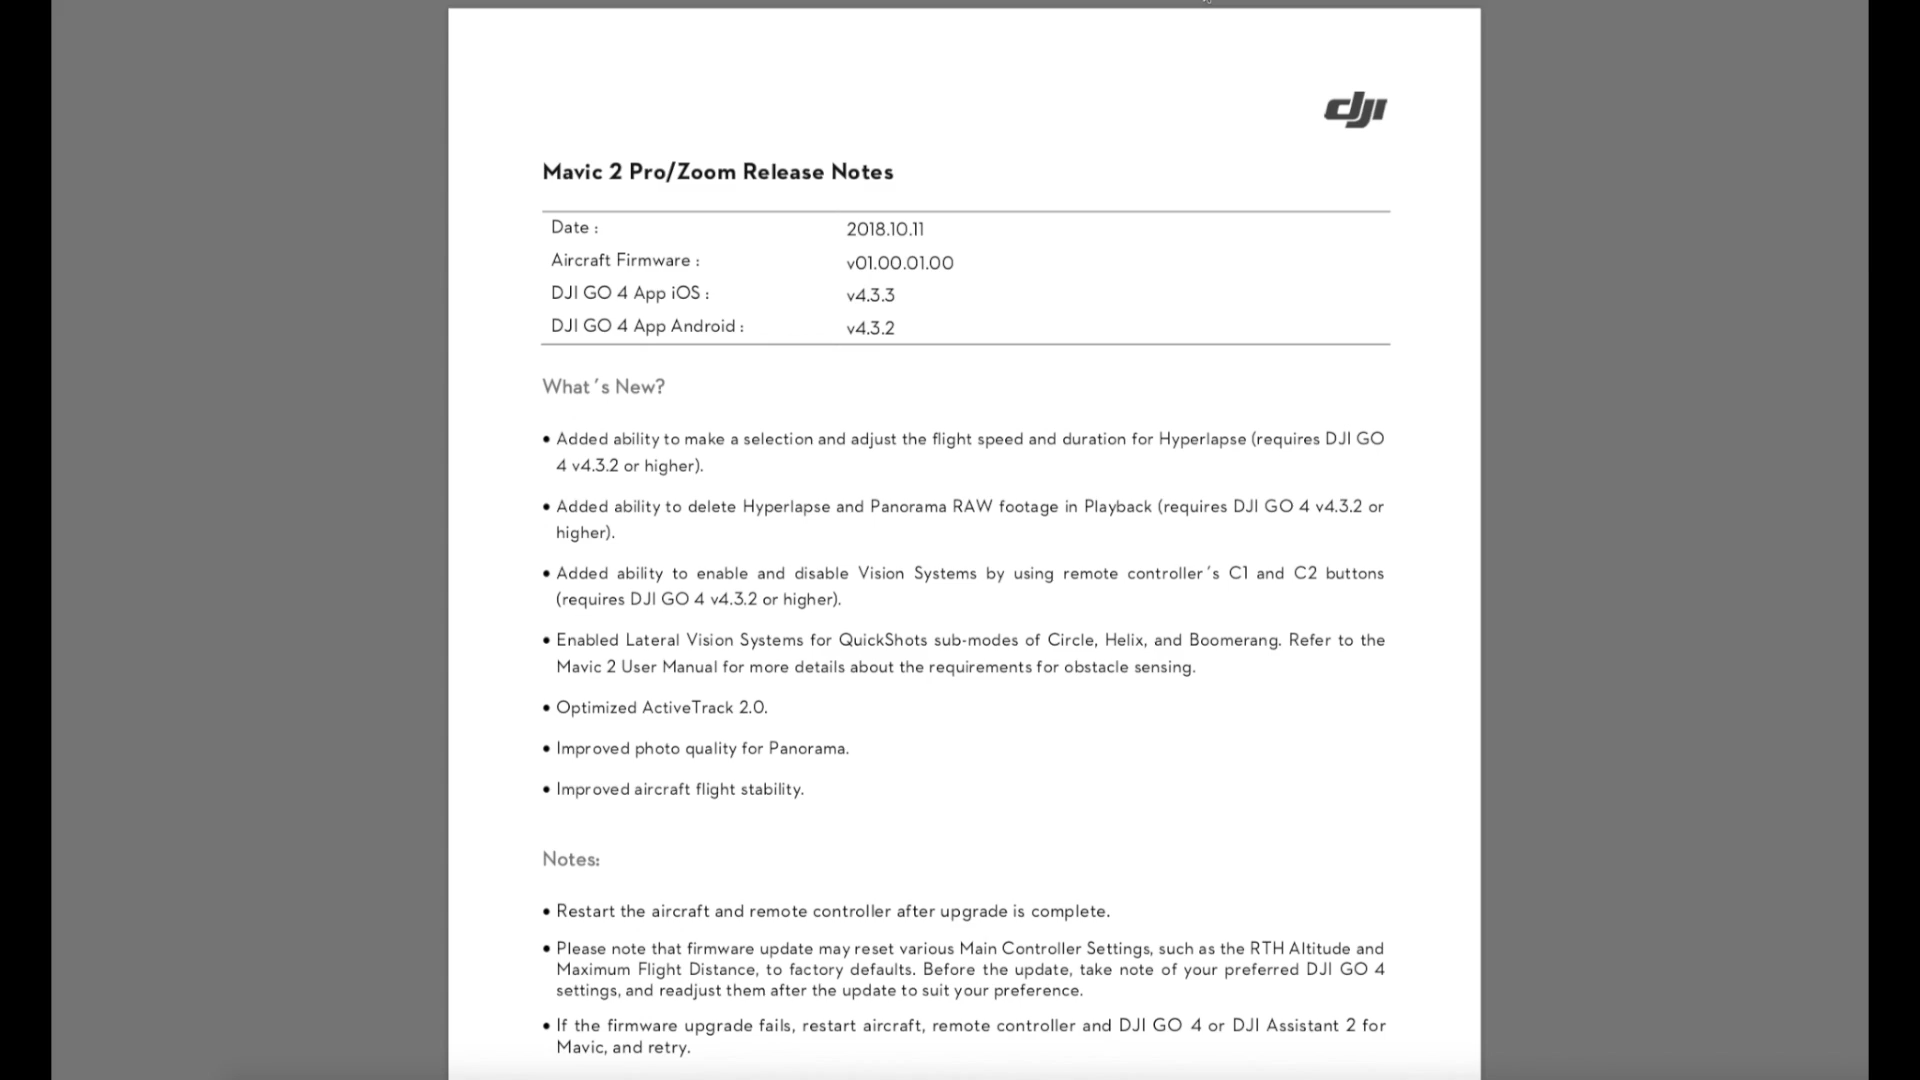 dji
Mavic 2 Pro/Zoom Release Notes
Date : 2018.10.11
Aircraft Firmware : v01.00.01.00
DJI GO 4 App iOS : v4.3.3
DJI GO 4 App Android : v4.3.2
What´s New?
• Added ability to make a selection and adjust the flight speed and duration for Hyperlapse (requires DJI GO
4 v4.3.2 or higher).
• Added ability to delete Hyperlapse and Panorama RAW footage in Playback (requires DJI GO 4 v4.3.2 or
higher).
• Added ability to enable and disable Vision Systems by using remote controller´s C1 and C2 buttons
(requires DJI GO 4 v4.3.2 or higher).
• Enabled Lateral Vision Systems for QuickShots sub-modes of Circle, Helix, and Boomerang. Refer to the
Mavic 2 User Manual for more details about the requirements for obstacle sensing.
• Optimized ActiveTrack 2.0.
• Improved photo quality for Panorama.
• Improved aircraft flight stability.
Notes:
• Restart the aircraft and remote controller after upgrade is complete.
• Please note that firmware update may reset various Main Controller Settings, such as the RTH Altitude and
Maximum Flight Distance, to factory defaults. Before the update, take note of your preferred DJI GO 4
settings, and readjust them after the update to suit your preference.
• If the firmware upgrade fails, restart aircraft, remote controller and DJI GO 4 or DJI Assistant 2 for
Mavic, and retry.